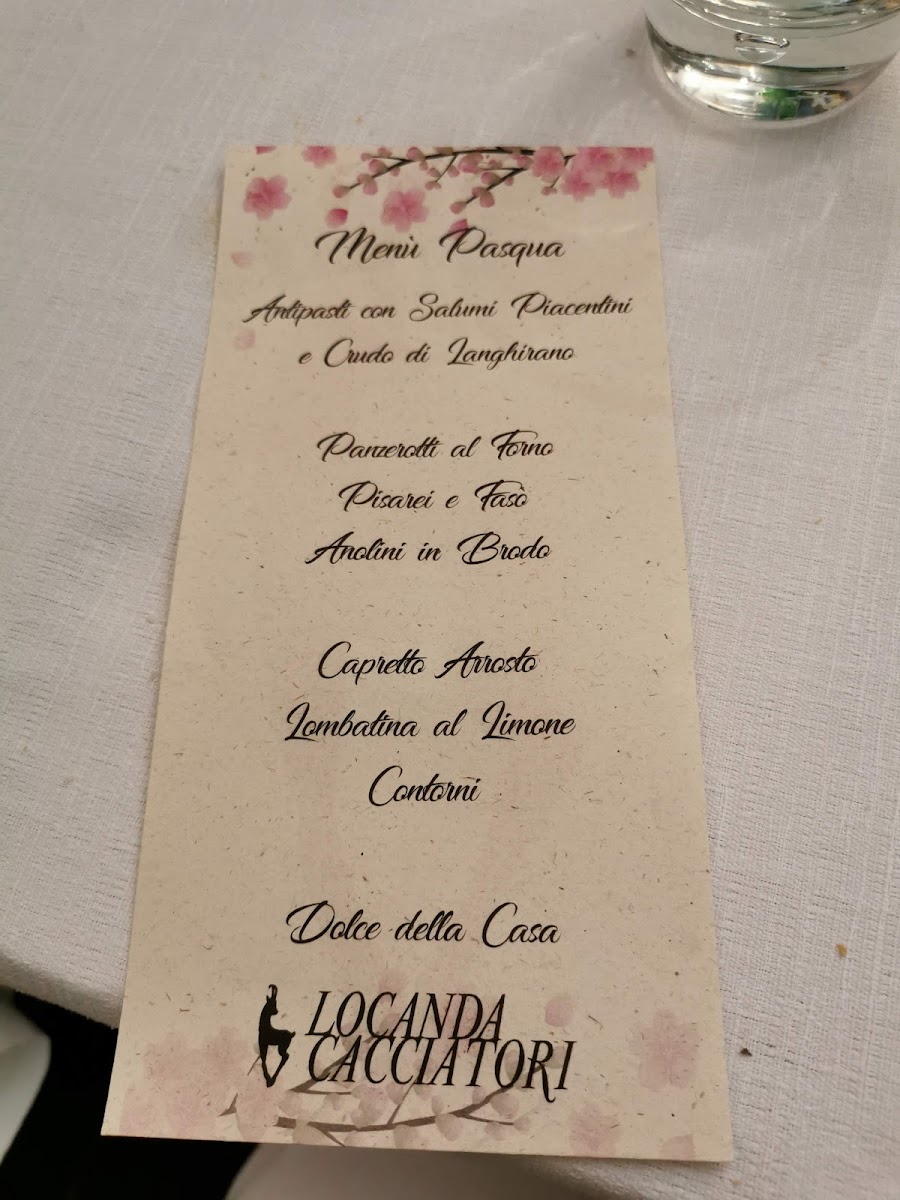 Menù Pasqua
Antipasti con Salumi Piacentini
e Crudo di Langhirano
Panzerotti al Forno
Pisarei e Fasò
Anolini in Brodo
Capretto Arrosto
Lombatina al Limone
Contorni
Dolce della Casa
LOCANDA
CACCIATORI